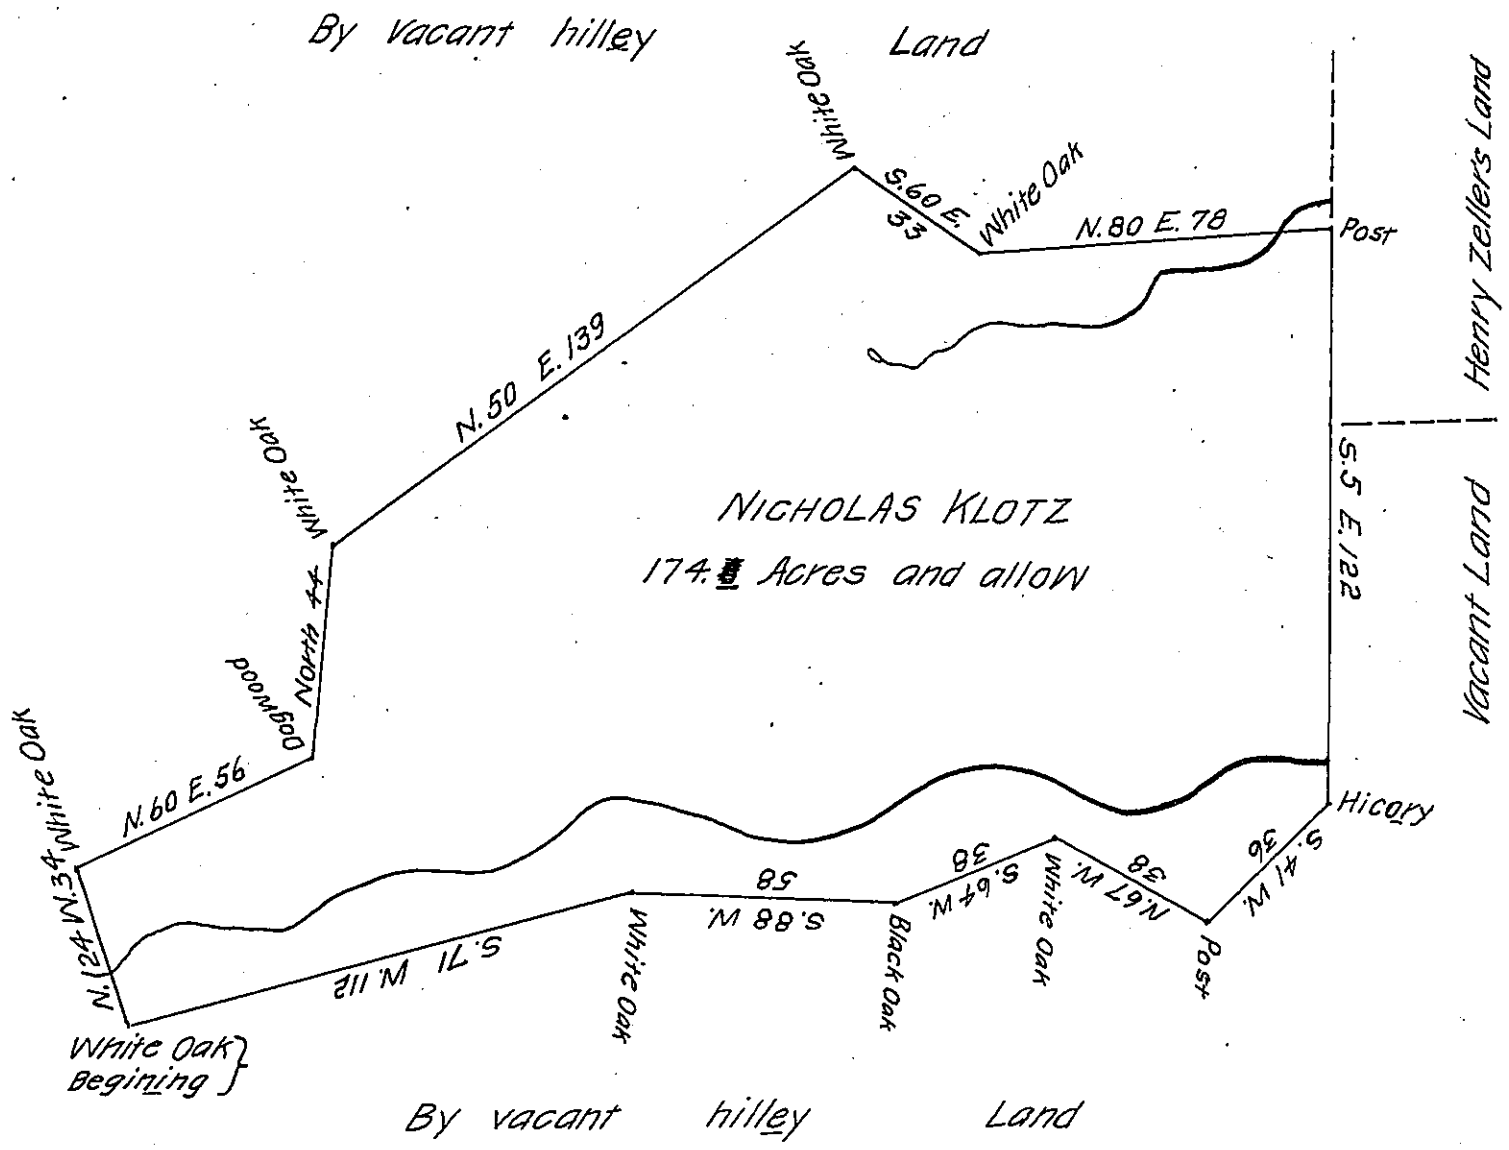 By Vacant hilley Land
White Oak
S.60 E.
33
White Oak
N.80 E. 78
Post
Henry Zeller's Land
N. 50 E. 139
White Oak
S.5 E.122
Vacant Land
NICHOLAS KLOTZ
174. Acres and allow
North 44
Dogwood
White Oak
N.60 E.56
Hicory
S. 41 W.
36
Post
N.67 W.
38
White Oak
S. 64 W.
38
Black Oak
S.88 W.
58
White Oak
S. 71 W. 112
N. 124 W. 34
White Oak
Begining
By vacant hilley Land